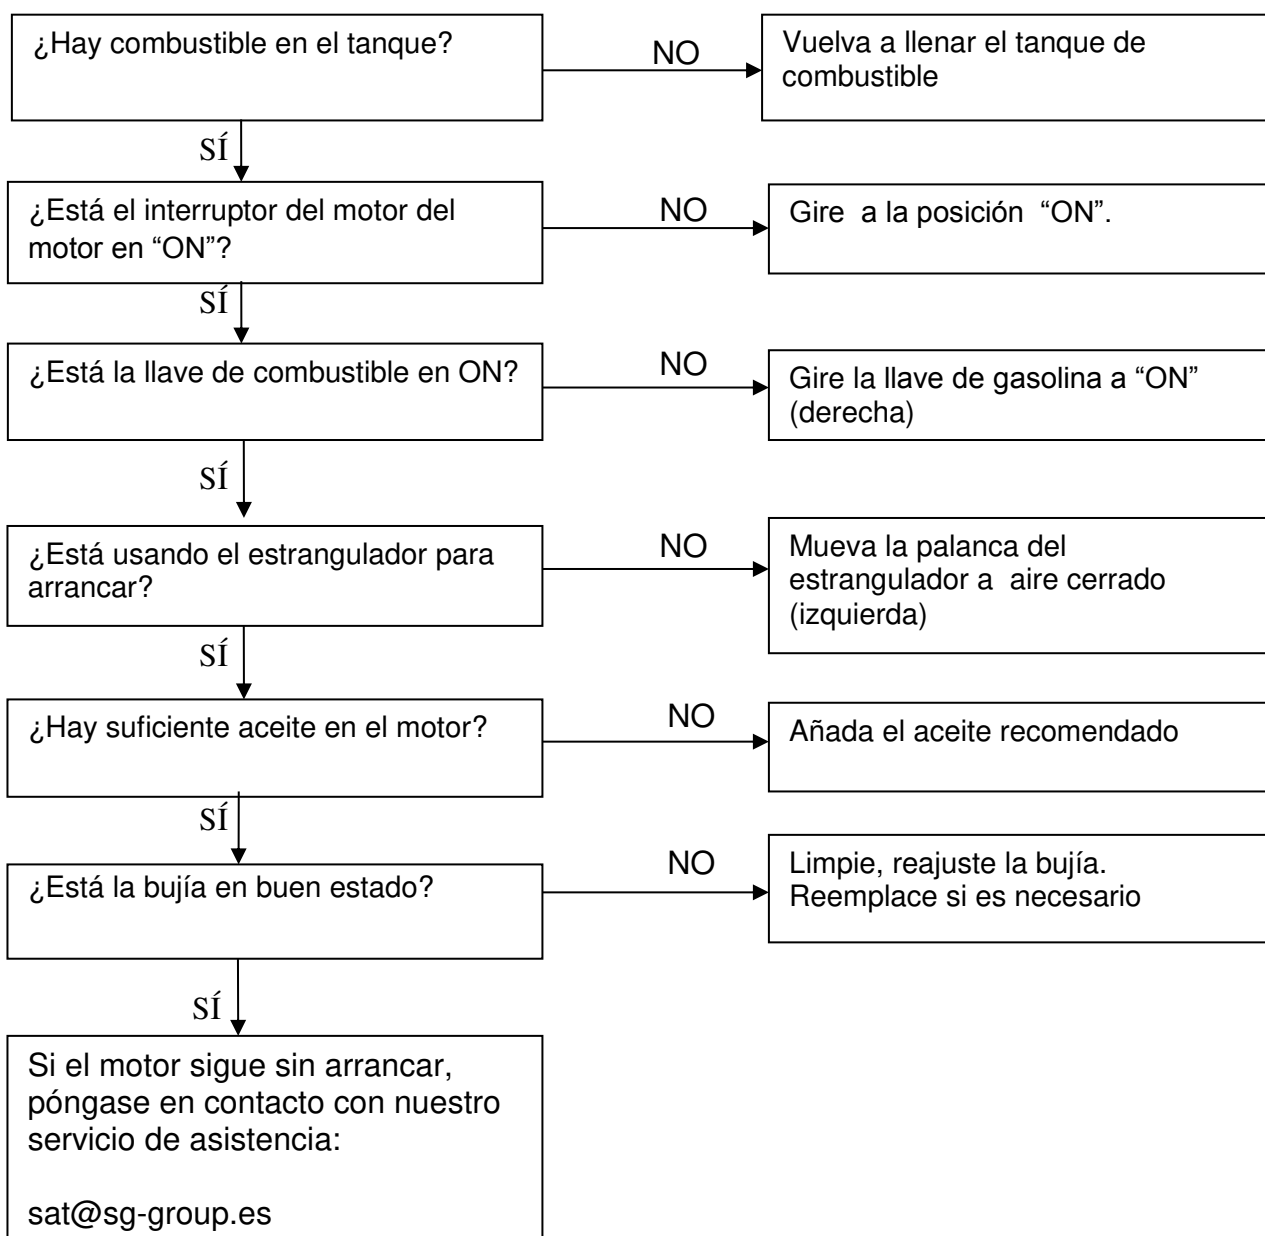 ¿Hay combustible en el tanque?
NO
Vuelva a llenar el tanque de
combustible
SÍ
¿Está el interruptor del motor del
motor en “ON”?
NO
Gire a la posición “ON”.
SÍ
¿Está la llave de combustible en ON?
NO
Gire la llave de gasolina a “ON”
(derecha)
SÍ
¿Está usando el estrangulador para
arrancar?
NO
Mueva la palanca del
estrangulador a aire cerrado
(izquierda)
SÍ
¿Hay suficiente aceite en el motor?
NO
Añada el aceite recomendado
SÍ
¿Está la bujía en buen estado?
NO
Limpie, reajuste la bujía.
Reemplace si es necesario
SÍ
Si el motor sigue sin arrancar,
póngase en contacto con nuestro
servicio de asistencia:
sat@sg-group.es